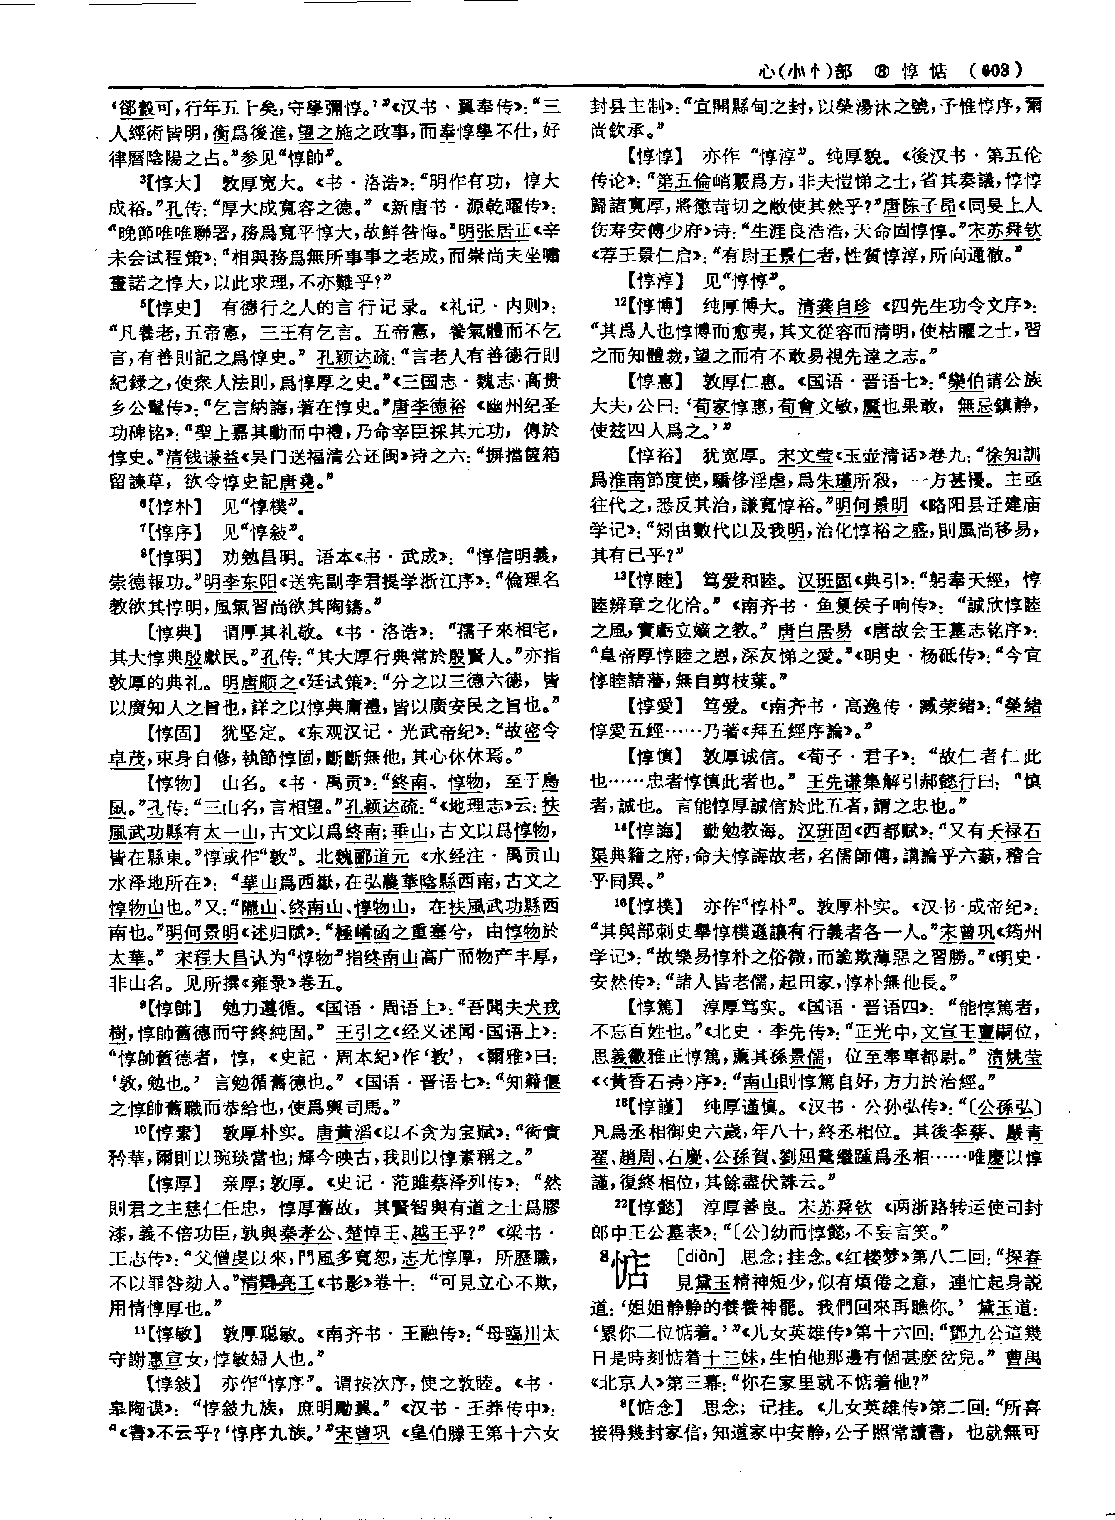 心(小忄)部 ⑧ 惇 惦 (603)
‘郤縠可，行年五十矣，守學彌惇。’”《汉书·翼奉传》：“三
人經術皆明，衡爲後進，望之施之政事，而奉惇學不仕，好
律曆陰陽之占。”参见“惇帥”。
³【惇大】 敦厚宽大。《书·洛诰》：“明作有功，惇大
成裕。”孔传：“厚大成寬容之德。”《新唐书·源乾曜传》：
“晚節唯唯聯署，務爲寬平惇大，故鮮咎悔。”明张居正《辛
未会试程策》：“相與務爲無所事事之老成，而崇尚夫坐嘯
畫諾之惇大，以此求理，不亦難乎？”
⁵【惇史】 有德行之人的言行记录。《礼记·内则》：
“凡養老，五帝憲，三王有乞言。五帝憲，養氣體而不乞
言，有善則記之爲惇史。”孔颖达疏：“言老人有善德行則
紀錄之，使衆人法則，爲惇厚之史。”《三国志·魏志·高贵
乡公髦传》：“乞言納誨，著在惇史。”唐李德裕《幽州纪圣
功碑铭》：“聖上嘉其動而中禮，乃命宰臣採其元功，傳於
惇史。”清钱谦益《吴门送福清公还闽》诗之六：“摒擋篋箱
留諫草，欲令惇史記唐堯。”
⁶【惇朴】 见“惇樸”。
⁷【惇序】 见“惇敍”。
⁸【惇明】 劝勉昌明。语本《书·武成》：“惇信明義，
崇德報功。”明李东阳《送宪副李君提学浙江序》：“倫理名
教欲其惇明，風氣習尚欲其陶鑄。”
【惇典】 谓厚其礼敬。《书·洛诰》：“孺子來相宅，
其大惇典殷獻民。”孔传：“其大厚行典常於殷賢人。”亦指
敦厚的典礼。明唐顺之《廷试策》：“分之以三德六德，皆
以廣知人之旨也，詳之以惇典庸禮，皆以廣安民之旨也。”
【惇固】 犹坚定。《东观汉记·光武帝纪》：“故密令
卓茂，束身自修，執節惇固，斷斷無他，其心休休焉。”
【惇物】 山名。《书·禹贡》：“終南、惇物，至于鳥
鼠。”孔传：“三山名，言相望。”孔颖达疏：“《地理志》云：扶
風武功縣有太一山，古文以爲終南；垂山，古文以爲惇物，
皆在縣東。”惇或作“敦”。北魏郦道元《水经注·禹贡山
水泽地所在》：“華山爲西嶽，在弘農華陰縣西南，古文之
惇物山也。”又：“隴山、終南山、惇物山，在扶風武功縣西
南也。”明何景明《述归赋》：“極崤函之重塞兮，由惇物於
太華。”宋程大昌认为“惇物”指终南山高广而物产丰厚，
非山名。见所撰《雍录》卷五。
⁹【惇帥】 勉力遵循。《国语·周语上》：“吾聞夫犬戎
樹，惇帥舊德而守終純固。”王引之《经义述闻·国语上》：
“惇帥舊德者，惇，《史記·周本紀》作‘敦’，《爾雅》曰：
‘敦，勉也。’言勉循舊德也。”《国语·晋语七》：“知籍偃
之惇帥舊職而恭給也，使爲輿司馬。”
¹⁰【惇素】 敦厚朴实。唐黄滔《以不贪为宝赋》：“衒實
矜華，爾則以琬琰當也；輝今映古，我則以惇素稱之。”
【惇厚】 亲厚；敦厚。《史记·范雎蔡泽列传》：“然
則君之主慈仁任忠，惇厚舊故，其賢智與有道之士爲膠
漆，義不倍功臣，孰與秦孝公、楚悼王、越王乎？”《梁书·
王志传》：“父僧虔以來，門風多寬恕，志尤惇厚，所歷職，
不以罪咎劾人。”清周亮工《书影》卷十：“可見立心不欺，
用情惇厚也。”
¹¹【惇敏】 敦厚聪敏。《南齐书·王融传》：“母臨川太
守謝惠宣女，惇敏婦人也。”
【惇敍】 亦作“惇序”。谓按次序，使之敦睦。《书·
皋陶谟》：“惇敍九族，庶明勵翼。”《汉书·王莽传中》：
“《書》不云乎？‘惇序九族。’”宋曾巩《皇伯滕王第十六女
封县主制》：“宜開縣甸之封，以榮湯沐之號，予惟惇序，爾
尚欽承。”
【惇惇】 亦作“惇淳”。纯厚貌。《後汉书·第五伦
传论》：“第五倫峭覈爲方，非夫愷悌之士，省其奏議，惇惇
歸諸寬厚，將懲苛切之敝使其然乎？”唐陈子昂《同旻上人
伤寿安傅少府》诗：“生涯良浩浩，天命固惇惇。”宋苏舜钦
《荐王景仁启》：“有尉王景仁者，性質惇淳，所向通徹。”
【惇淳】 见“惇惇”。
¹²【惇博】 纯厚博大。清龚自珍《四先生功令文序》：
“其爲人也惇博而愈夷，其文從容而清明，使枯臞之士，習
之而知體裁，望之而有不敢易視先達之志。”
【惇惠】 敦厚仁惠。《国语·晋语七》：“欒伯請公族
大夫，公曰：‘荀家惇惠，荀會文敏，黶也果敢，無忌鎮静，
使兹四人爲之。’”
【惇裕】 犹宽厚。宋文莹《玉壶清话》卷九：“徐知訓
爲淮南節度使，驕侈淫虐，爲朱瑾所殺，一方甚擾。主亟
往代之，悉反其治，謙寬惇裕。”明何景明《略阳县迁建庙
学记》：“矧由數代以及我明，治化惇裕之盛，則風尚移易，
其有已乎？”
¹³【惇睦】 笃爱和睦。汉班固《典引》：“躬奉天經，惇
睦辨章之化洽。”《南齐书·鱼复侯子响传》：“誠欣惇睦
之風，實虧立嫡之教。”唐白居易《唐故会王墓志铭序》：
“皇帝厚惇睦之恩，深友悌之愛。”《明史·杨砥传》：“今宜
惇睦諸藩，無自剪枝葉。”
【惇愛】 笃爱。《南齐书·高逸传·臧荣绪》：“榮緒
惇愛五經……乃著《拜五經序論》。”
【惇慎】 敦厚诚信。《荀子·君子》：“故仁者仁此
也……忠者惇慎此者也。”王先谦集解引郝懿行曰：“慎
者，誠也。言能惇厚誠信於此五者，謂之忠也。”
¹⁴【惇誨】 勤勉教诲。汉班固《西都赋》：“又有天禄石
渠典籍之府，命夫惇誨故老，名儒師傅，講論乎六蓺，稽合
乎同異。”
¹⁶【惇樸】 亦作“惇朴”。敦厚朴实。《汉书·成帝纪》：
“其與部刺史舉惇樸遜讓有行義者各一人。”宋曾巩《筠州
学记》：“故樂易惇朴之俗微，而詭欺薄惡之習勝。”《明史·
安然传》：“諸人皆老儒，起田家，惇朴無他長。”
【惇篤】 淳厚笃实。《国语·晋语四》：“能惇篤者，
不忘百姓也。”《北史·李先传》：“正光中，文宣王亶嗣位，
思義徽雅正惇篤，薦其孫景儒，位至奉車都尉。”清姚莹
《〈黄香石诗〉序》：“南山則惇篤自好，方力於治經。”
¹⁸【惇謹】 纯厚谨慎。《汉书·公孙弘传》：“〔公孫弘〕
凡爲丞相御史六歲，年八十，終丞相位。其後李蔡、嚴青
翟、趙周、石慶、公孫賀、劉屈氂繼踵爲丞相……唯慶以惇
謹，復終相位，其餘盡伏誅云。”
²²【惇懿】 淳厚善良。宋苏舜钦《两浙路转运使司封
郎中王公墓表》：“〔公〕幼而惇懿，不妄言笑。”
⁸惦 [diàn] 思念；挂念。《红楼梦》第八二回：“探春
見黛玉精神短少，似有煩倦之意，連忙起身説
道：‘姐姐静静的養養神罷。我們回來再瞧你。’黛玉道：
‘累你二位惦着。’”《儿女英雄传》第十六回：“鄧九公這幾
日是時刻惦着十三妹，生怕他那邊有個甚麽岔兒。”曹禺
《北京人》第三幕：“你在家里就不惦着他？”
⁸【惦念】 思念；记挂。《儿女英雄传》第二回：“所喜
接得幾封家信，知道家中安静，公子照常讀書，也就無可